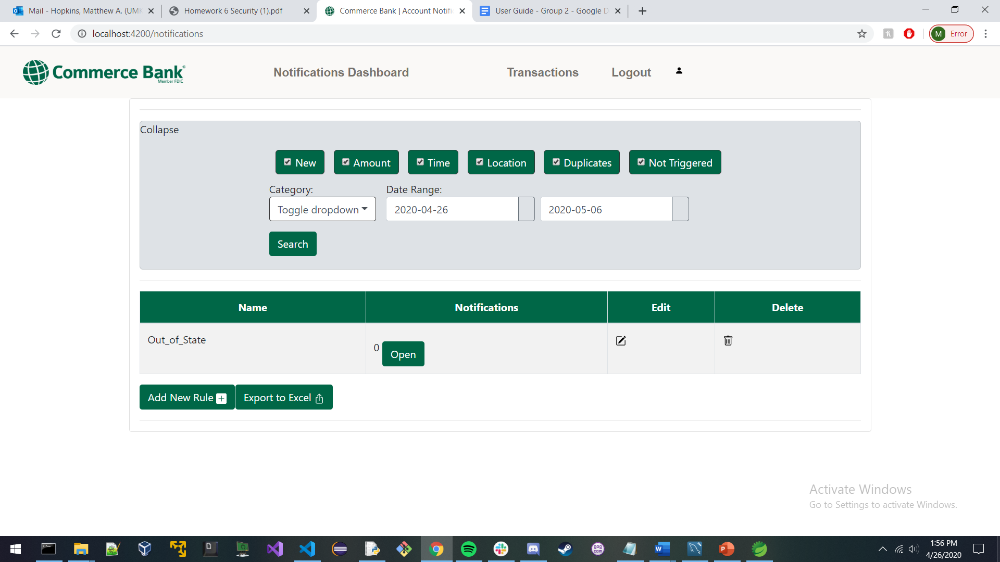 Mail - Hopkins, Matthew A. (UMK
Homework 6 Security (1).pdf
Commerce Bank | Account Notifi
User Guide - Group 2 - Google D
localhost:4200/notifications
M Error
Commerce Bank®
Member FDIC
Notifications Dashboard
Transactions
Logout
Collapse
New
Amount
Time
Location
Duplicates
Not Triggered
Category:
Date Range:
Toggle dropdown
2020-04-26
2020-05-06
Search
Name
Notifications
Edit
Delete
Out_of_State
0
Open
Add New Rule
Export to Excel
Activate Windows
Go to Settings to activate Windows.
1:56 PM
4/26/2020